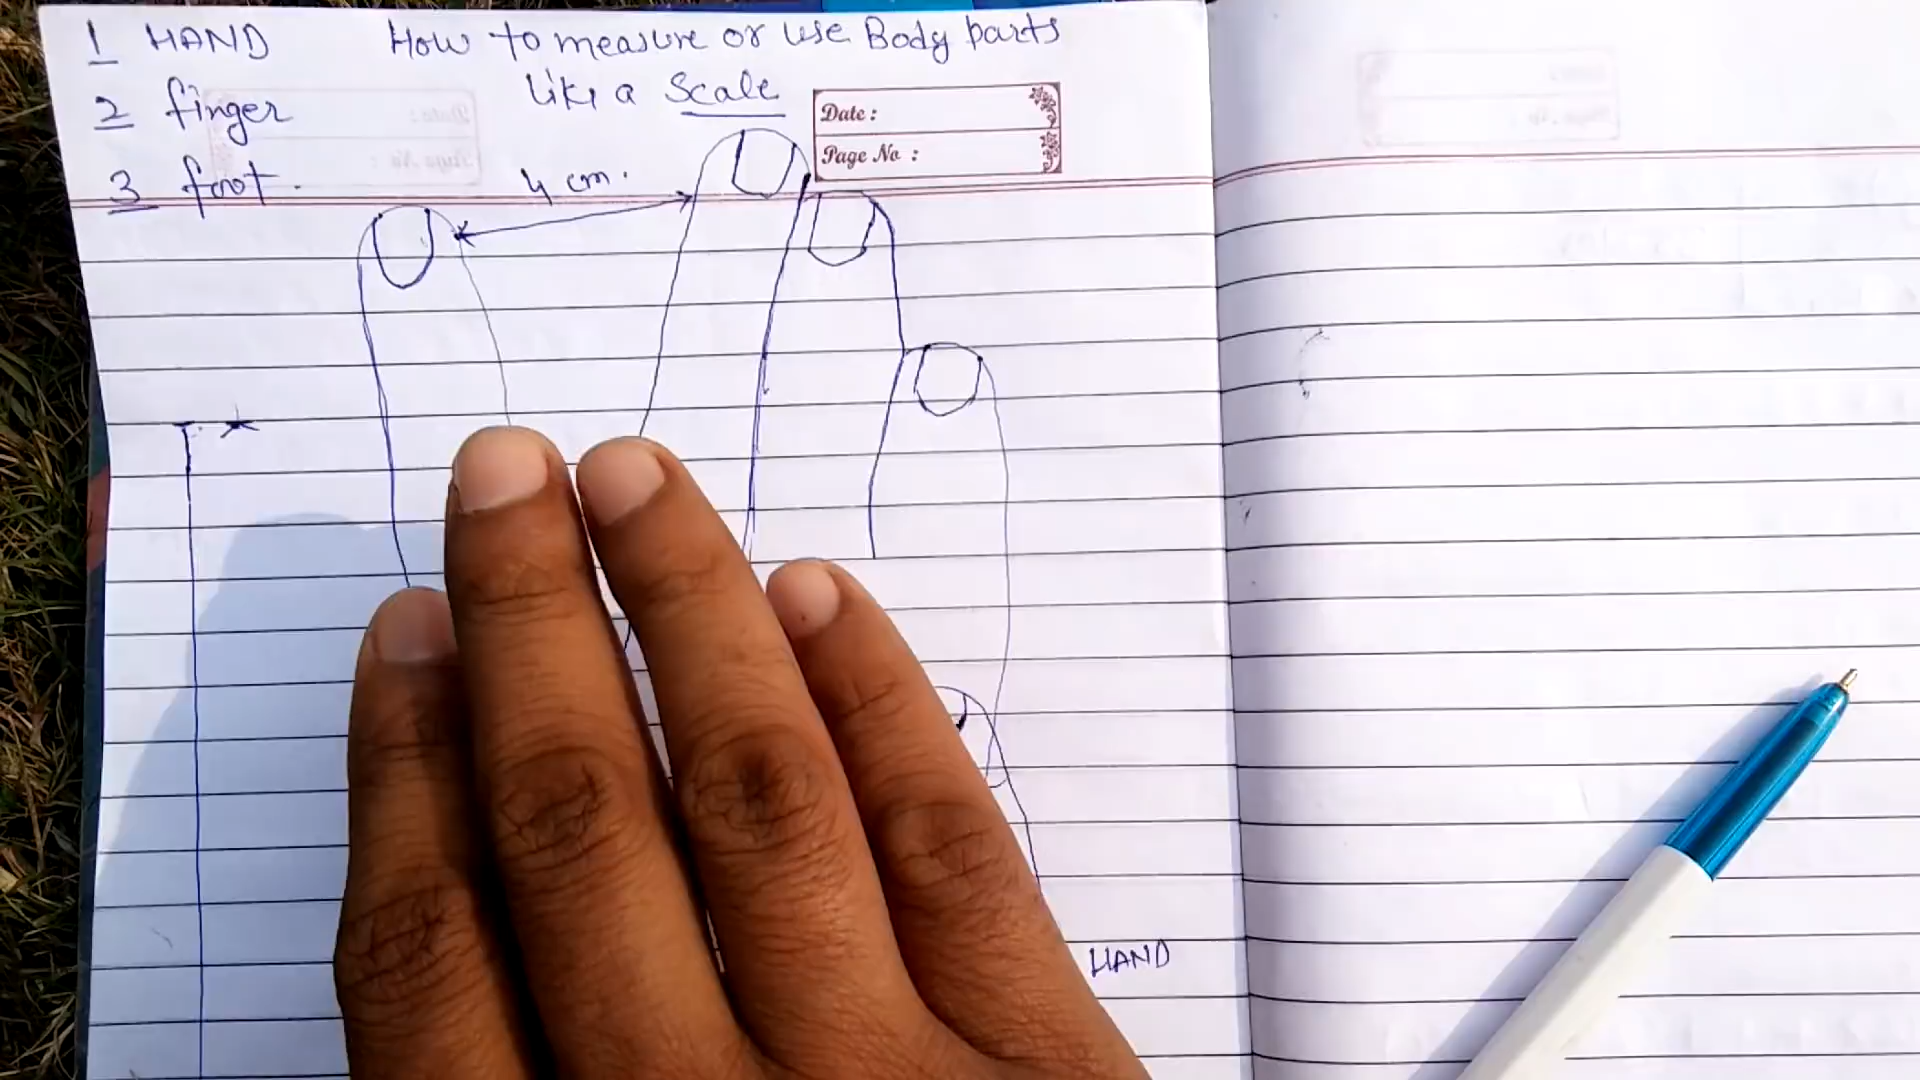 1 HAND
2 finger
3 foot.
How to measure or use Body parts
like a Scale
Date :
Page No :
4 cm.
HAND